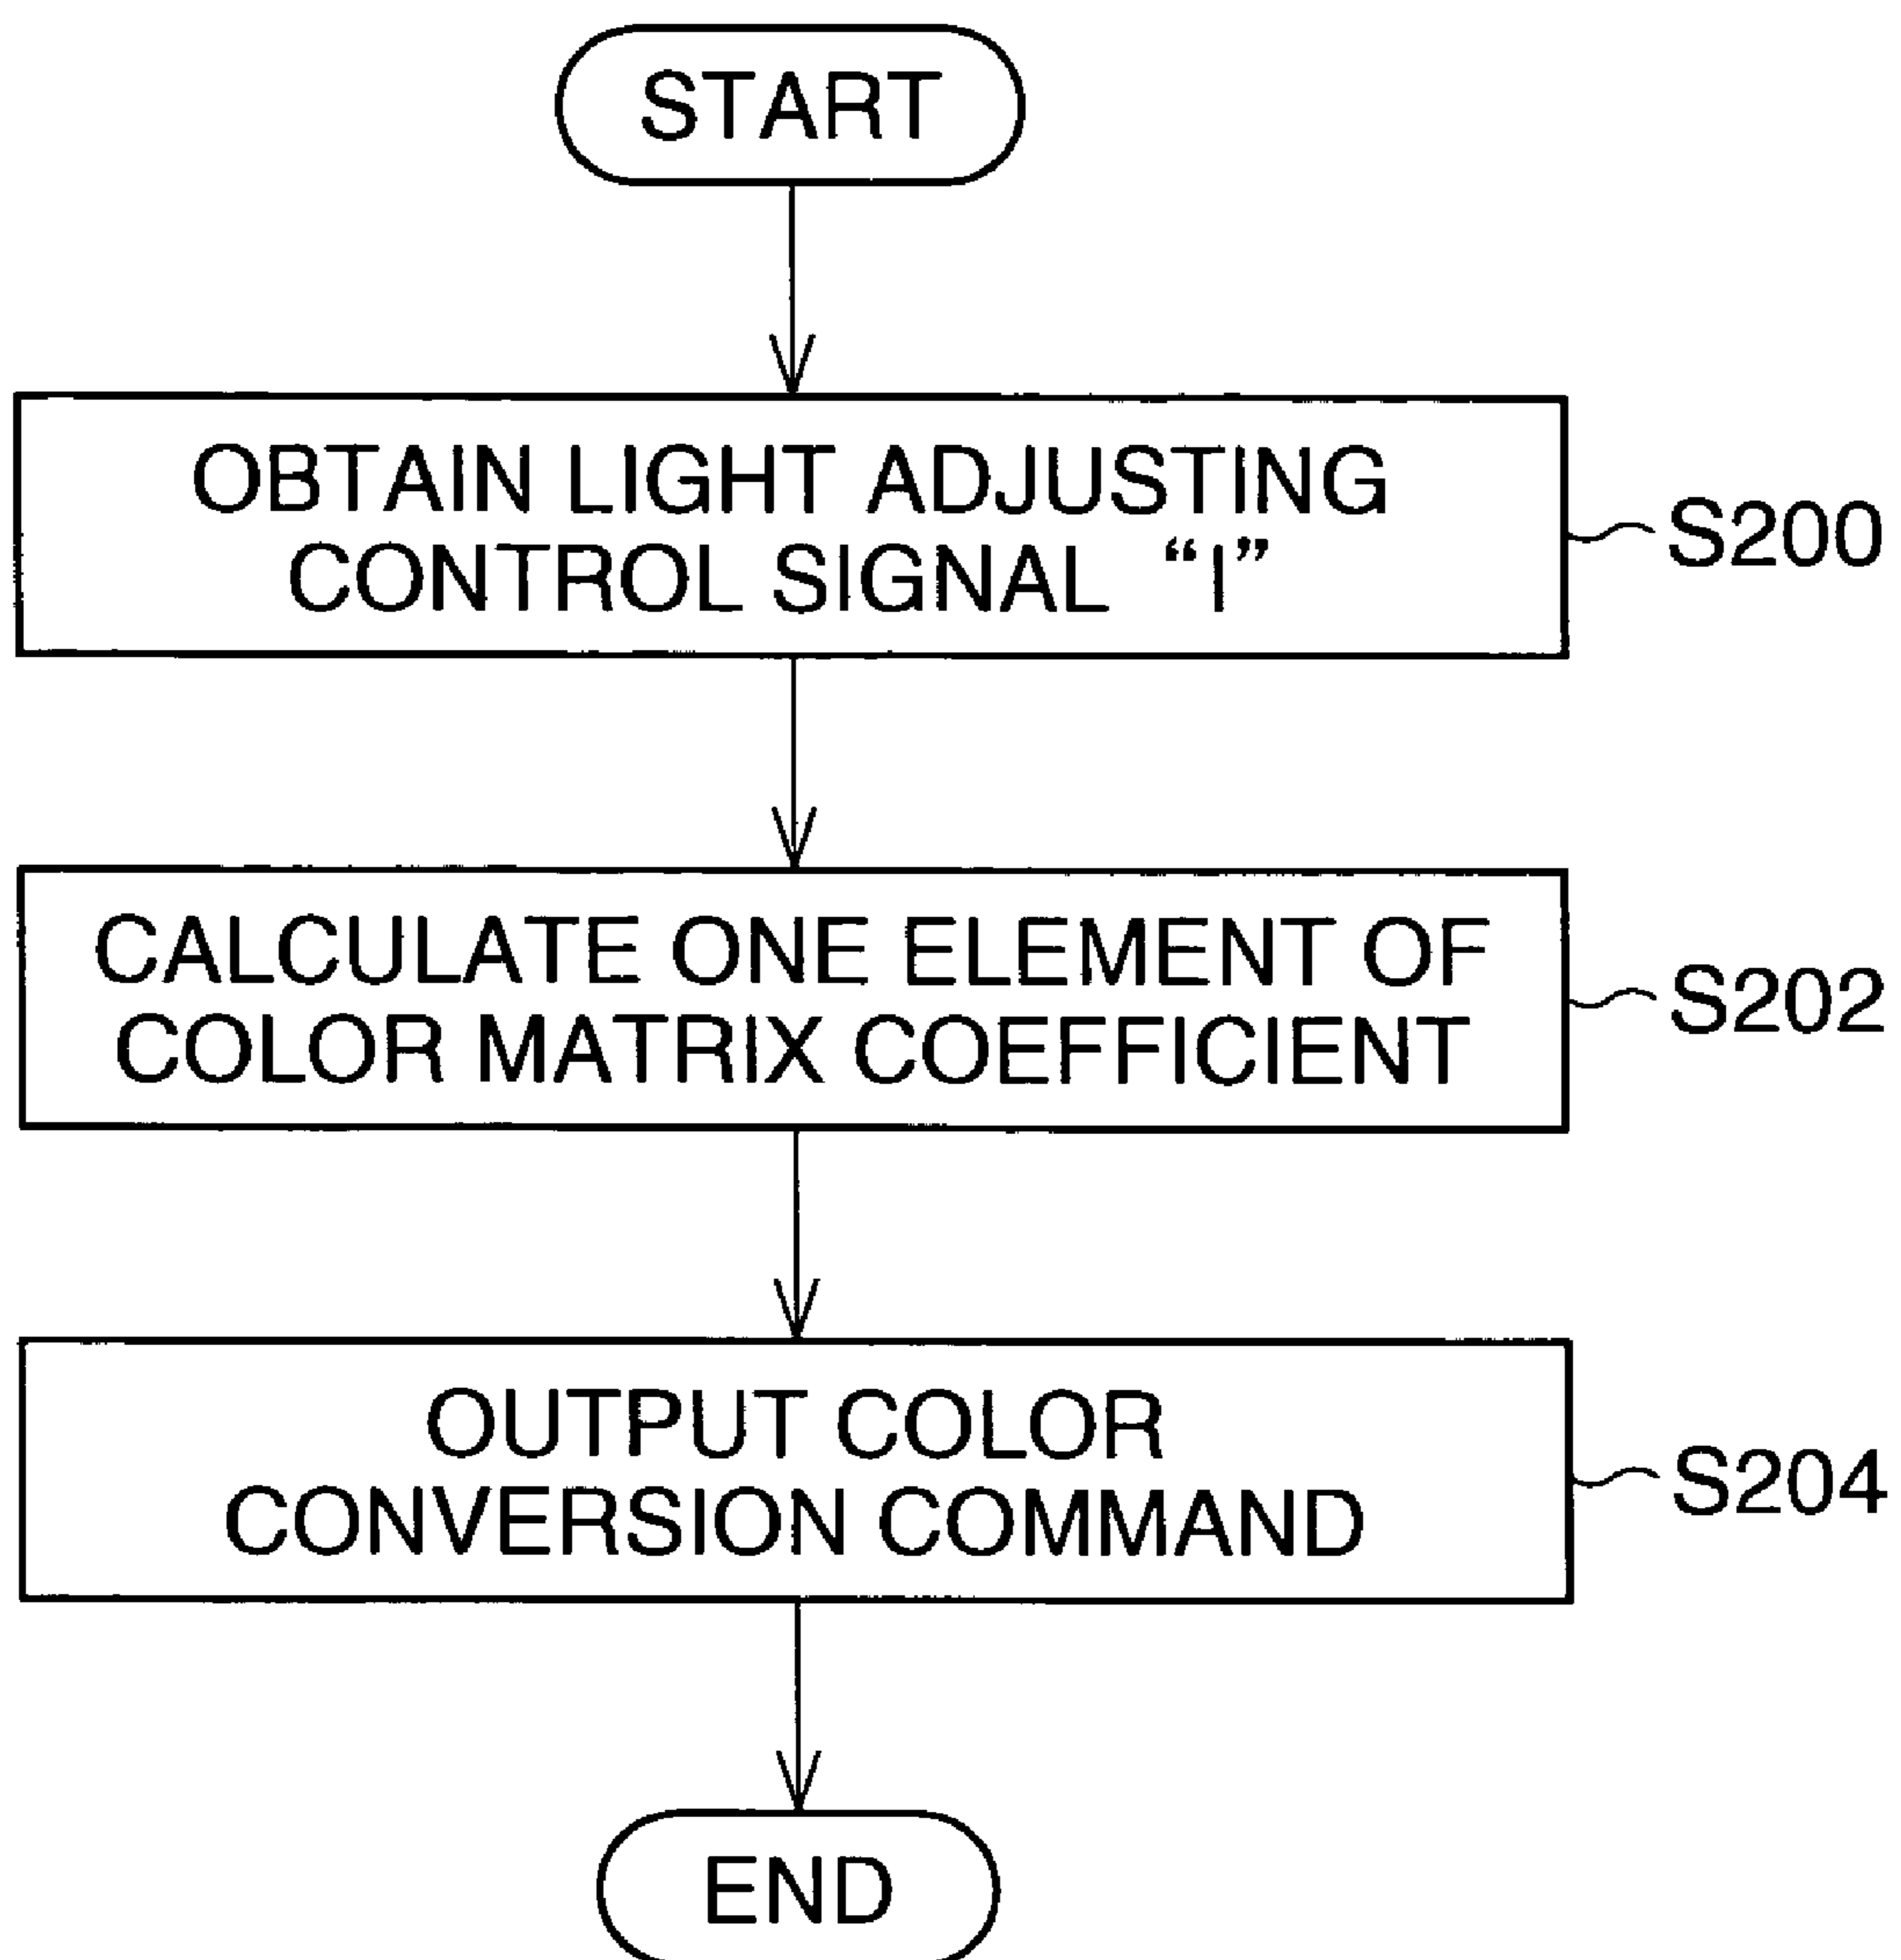 START
OBTAIN LIGHT ADJUSTING
CONTROL SIGNAL “I”
S200
CALCULATE ONE ELEMENT OF
COLOR MATRIX COEFFICIENT
S202
OUTPUT COLOR
CONVERSION COMMAND
S204
END